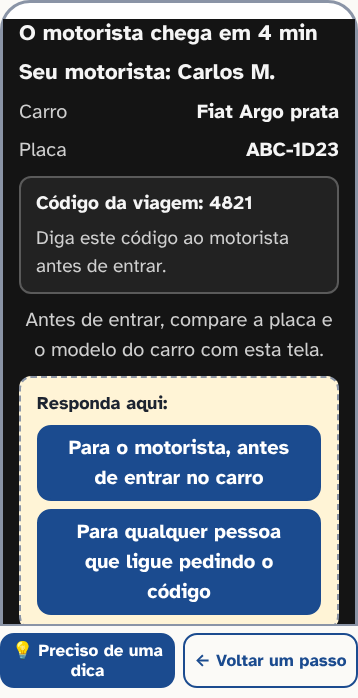 O motorista chega em 4 min
Seu motorista: Carlos M.
Carro Fiat Argo prata
Placa ABC-1D23
Código da viagem: 4821
Diga este código ao motorista
antes de entrar.
Antes de entrar, compare a placa e
o modelo do carro com esta tela.
Responda aqui:
Para o motorista, antes
de entrar no carro
Para qualquer pessoa
que ligue pedindo o
código
💡 Preciso de uma
dica
← Voltar um passo